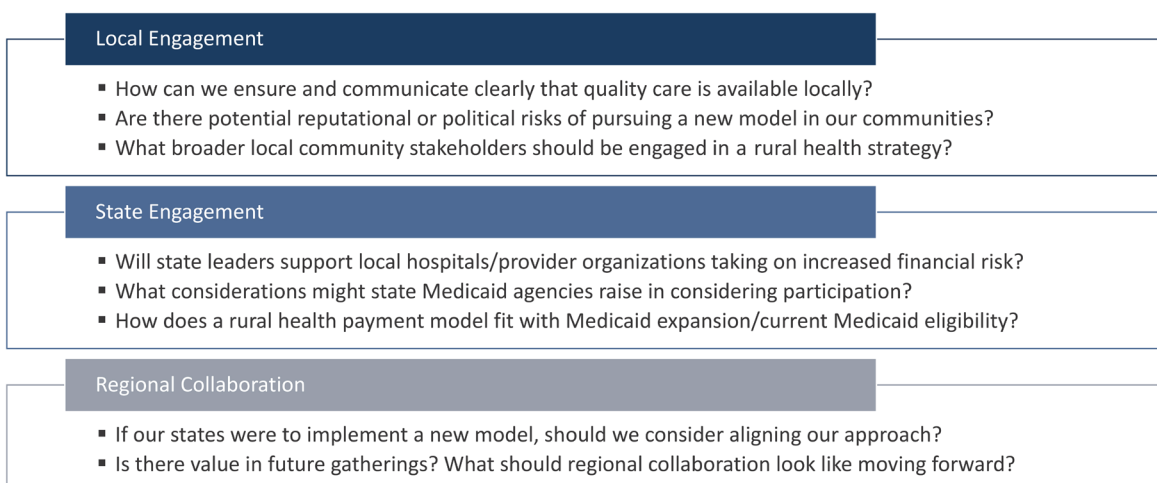 Local Engagement
▪ How can we ensure and communicate clearly that quality care is available locally?
▪ Are there potential reputational or political risks of pursuing a new model in our communities?
▪ What broader local community stakeholders should be engaged in a rural health strategy?
State Engagement
▪ Will state leaders support local hospitals/provider organizations taking on increased financial risk?
▪ What considerations might state Medicaid agencies raise in considering participation?
▪ How does a rural health payment model fit with Medicaid expansion/current Medicaid eligibility?
Regional Collaboration
▪ If our states were to implement a new model, should we consider aligning our approach?
▪ Is there value in future gatherings? What should regional collaboration look like moving forward?